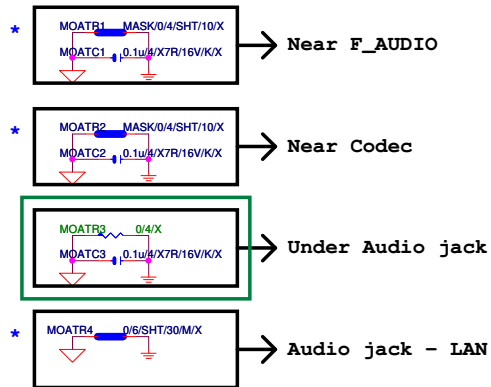 * MOATR1 MASK/0/4/SHT/10/X
MOATC1 0.1u/4/X7R/16V/K/X
Near F_AUDIO
* MOATR2 MASK/0/4/SHT/10/X
MOATC2 0.1u/4/X7R/16V/K/X
Near Codec
MOATR3 0/4/X
MOATC3 0.1u/4/X7R/16V/K/X
Under Audio jack
* MOATR4 0/6/SHT/30/M/X
Audio jack - LAN